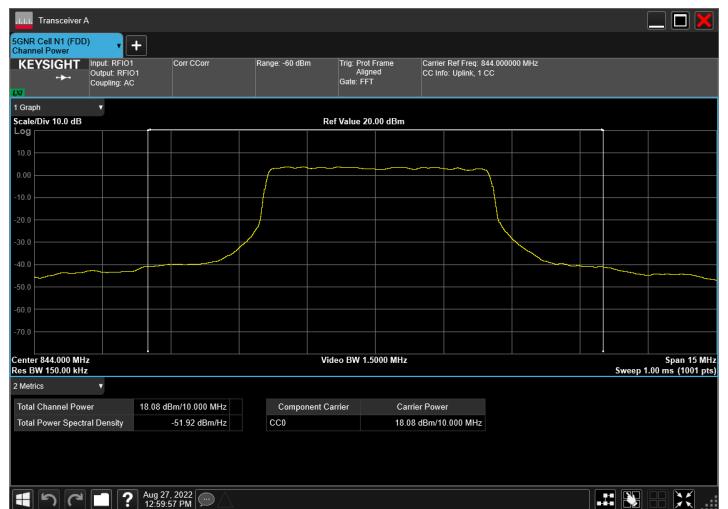 Transceiver A
5GNR Cell N1 (FDD)
Channel Power
KEYSIGHT
LXI
Input: RFIO1
Output: RFIO1
Coupling: AC
Corr CCorr
Range: -60 dBm
Trig: Prot Frame
Aligned
Gate: FFT
Carrier Ref Freq: 844.000000 MHz
CC Info: Uplink, 1 CC
1 Graph
Scale/Div 10.0 dB
Ref Value 20.00 dBm
Log
10.0
0.00
-10.0
-20.0
-30.0
-40.0
-50.0
-60.0
-70.0
Center 844.000 MHz
Video BW 1.5000 MHz
Span 15 MHz
Res BW 150.00 kHz
Sweep 1.00 ms (1001 pts)
2 Metrics
Total Channel Power 18.08 dBm/10.000 MHz
Total Power Spectral Density -51.92 dBm/Hz
Component Carrier Carrier Power
CC0 18.08 dBm/10.000 MHz
Aug 27, 2022
12:59:57 PM